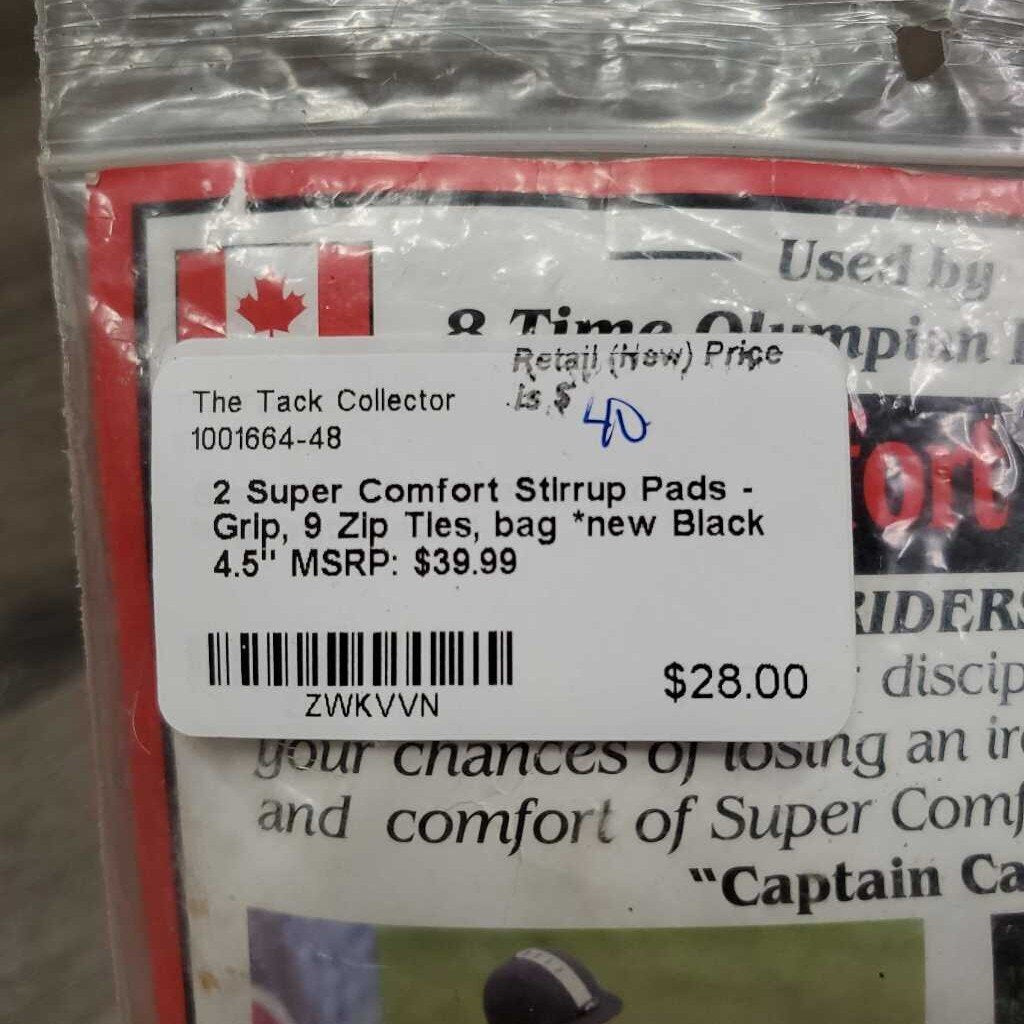 Used by
8 Time Olympian
Retail (New) Price
is $ 40
The Tack Collector
1001664-48
2 Super Comfort Stirrup Pads -
Grip, 9 Zip Ties, bag *new Black
4.5" MSRP: $39.99
ZWKVVN
$28.00
ort
RIDERS
discip
your chances of losing an ir
and comfort of Super Comf
"Captain Ca